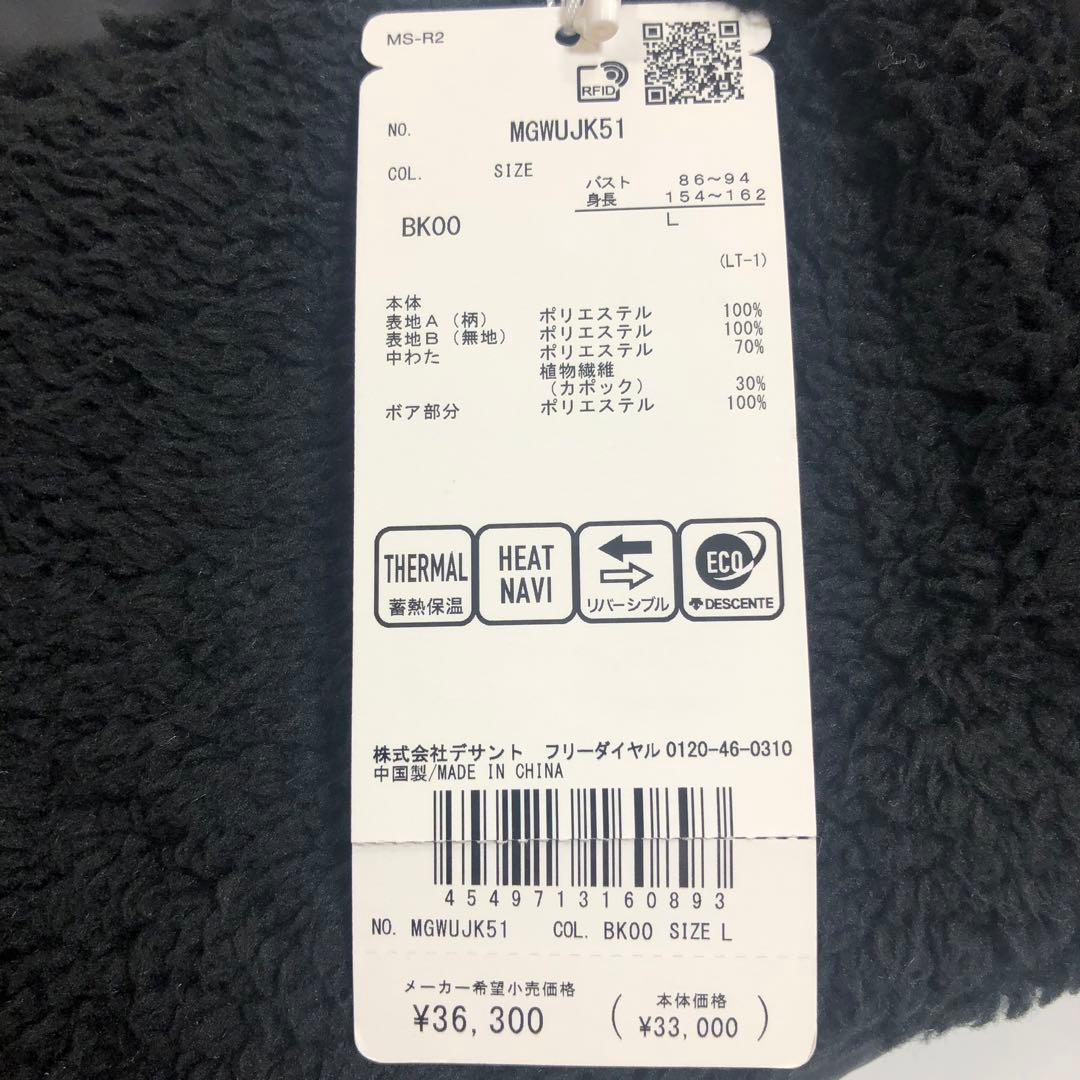 MS-R2
RFID
NO. MGWUJK51
COL. SIZE
バスト 86～94
身長 154～162
BK00 L
(LT-1)
本体
表地A（柄） ポリエステル 100%
表地B（無地） ポリエステル 100%
中わた ポリエステル 70%
植物繊維
（カポック） 30%
ボア部分 ポリエステル 100%
THERMAL
蓄熱保温
HEAT
NAVI
リバーシブル
ECO
DESCENTE
株式会社デサント フリーダイヤル 0120-46-0310
中国製/MADE IN CHINA
4549713160893
NO. MGWUJK51 COL. BK00 SIZE L
メーカー希望小売価格
¥36,300
(本体価格
¥33,000)